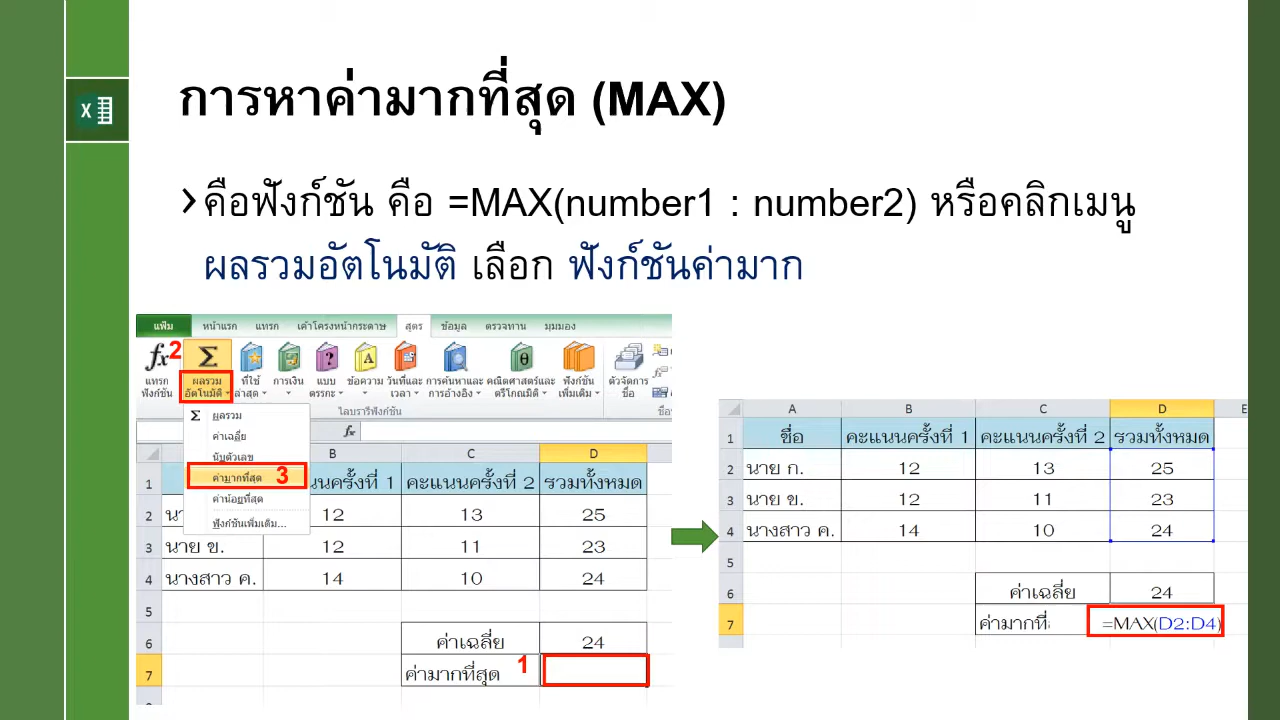 การหาค่ามากที่สุด (MAX)
คือฟังก์ชัน คือ =MAX(number1 : number2) หรือคลิกเมนู
ผลรวมอัตโนมัติ เลือก ฟังก์ชันค่ามาก
แฟ้ม หน้าแรก แทรก เค้าโครงหน้ากระดาษ สูตร ข้อมูล ตรวจทาน มุมมอง
fx 2 Σ
แทรก ผลรวม ที่ใช้ การเงิน แบบ ข้อความ วันที่และ การค้นหาและ คณิตศาสตร์และ ฟังก์ชัน ตัวจัดการ
ฟังก์ชัน อัตโนมัติ ล่าสุด ตรรกะ เวลา การอ้างอิง ตรีโกณมิติ เพิ่มเติม ชื่อ
ไลบรารีฟังก์ชัน
Σ ผลรวม
ค่าเฉลี่ย
นับตัวเลข
ค่ามากที่สุด 3
ค่าน้อยที่สุด
ฟังก์ชันเพิ่มเติม...
fx
B C D
1 คะแนนครั้งที่ 2 รวมทั้งหมด
2 12 13 25
3 นาย ข. 12 11 23
4 นางสาว ค. 14 10 24
5
6 ค่าเฉลี่ย 24
7 ค่ามากที่สุด 1
A B C D E
1 ชื่อ คะแนนครั้งที่ 1 คะแนนครั้งที่ 2 รวมทั้งหมด
2 นาย ก. 12 13 25
3 นาย ข. 12 11 23
4 นางสาว ค. 14 10 24
5
6 ค่าเฉลี่ย 24
7 ค่ามากที่ =MAX(D2:D4)